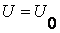 U = U₀